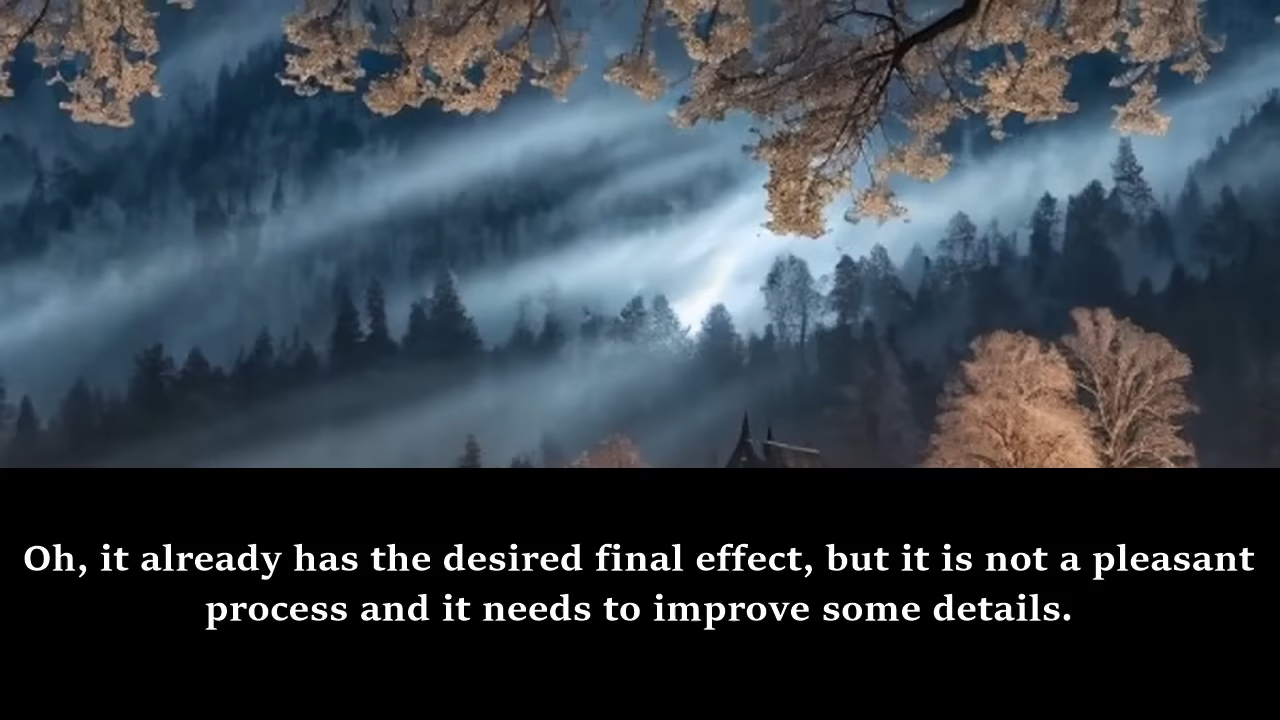 Oh, it already has the desired final effect, but it is not a pleasant
process and it needs to improve some details.